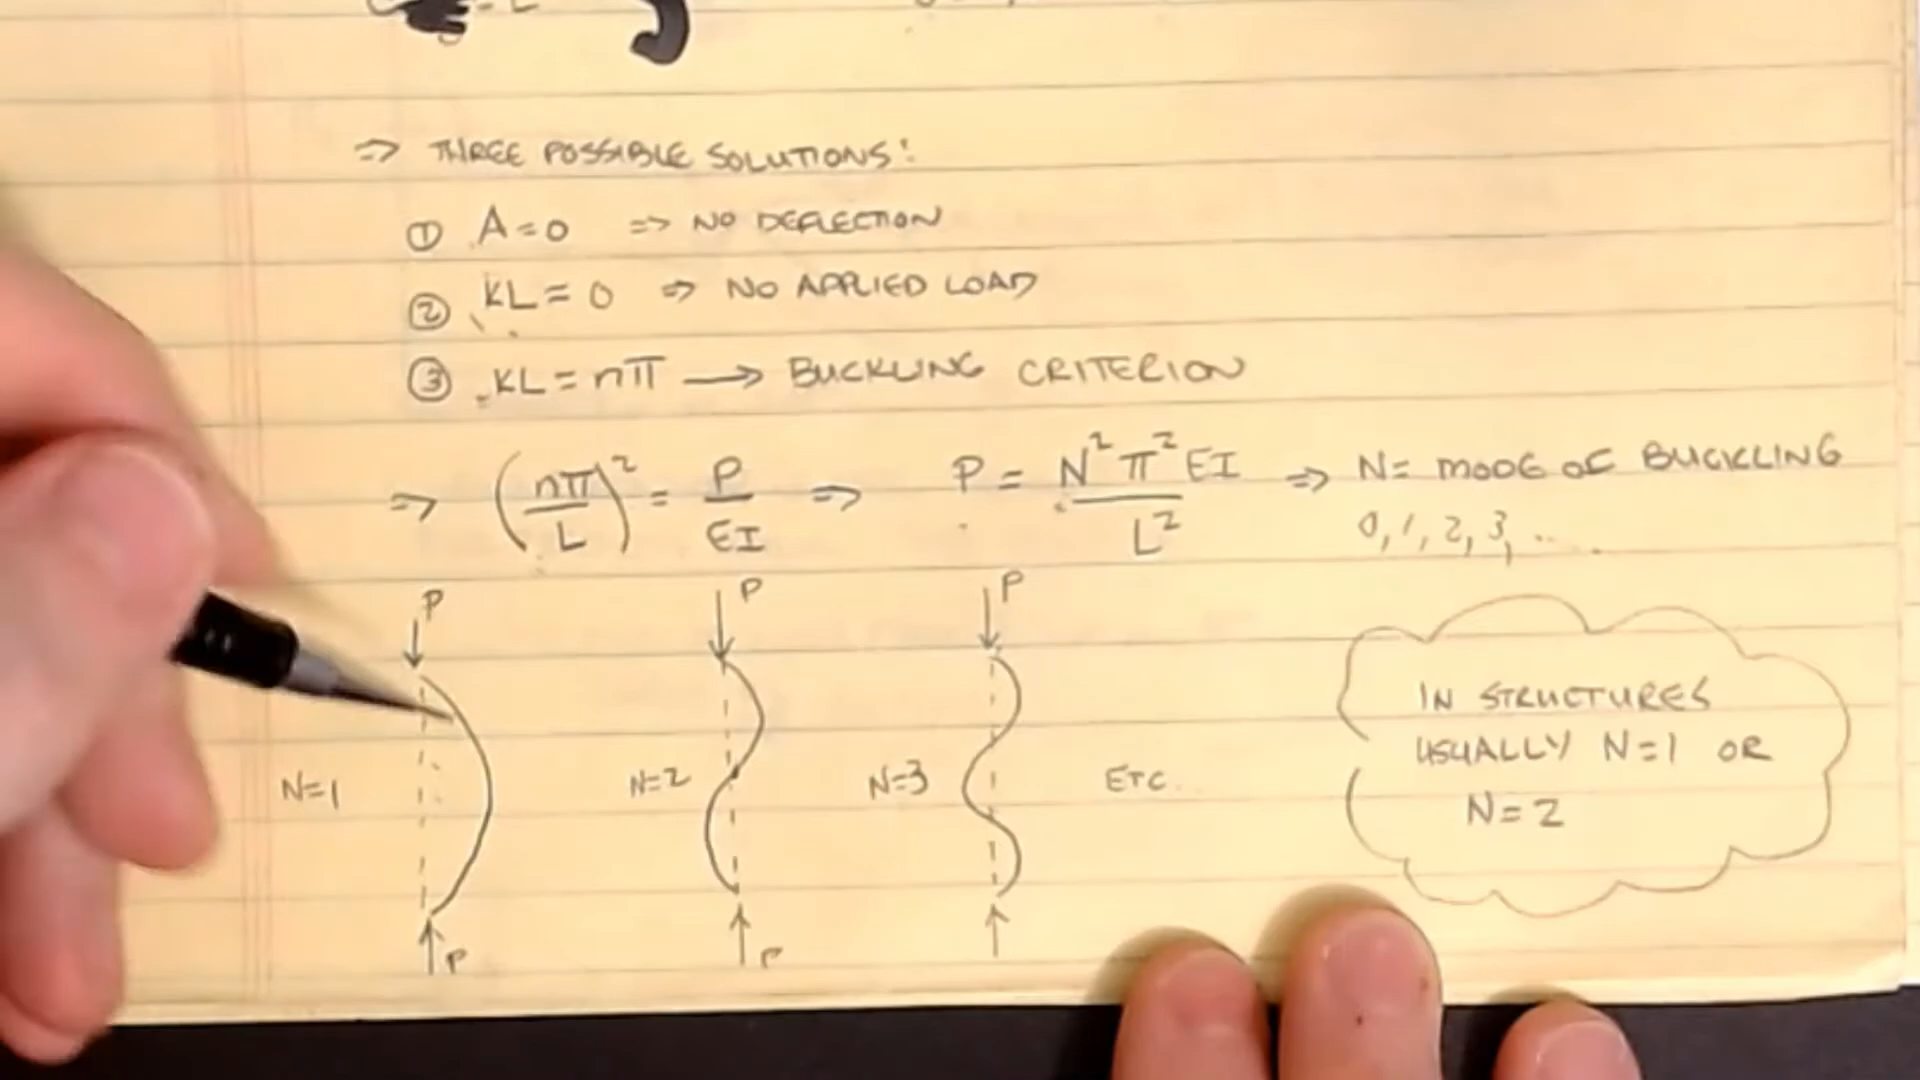 ⇒ THREE POSSIBLE SOLUTIONS:
① A=0 ⇒ NO DEFLECTION
② KL=0 ⇒ NO APPLIED LOAD
③ KL=nπ → BUCKLING CRITERION
⇒ (nπ/L)² = P/EI ⇒ P = N²π²EI/L² ⇒ N= MODE OF BUCKLING
0,1,2,3,....
P P P
IN STRUCTURES
USUALLY N=1 OR
N=2
N=1 N=2 N=3 ETC.
P P